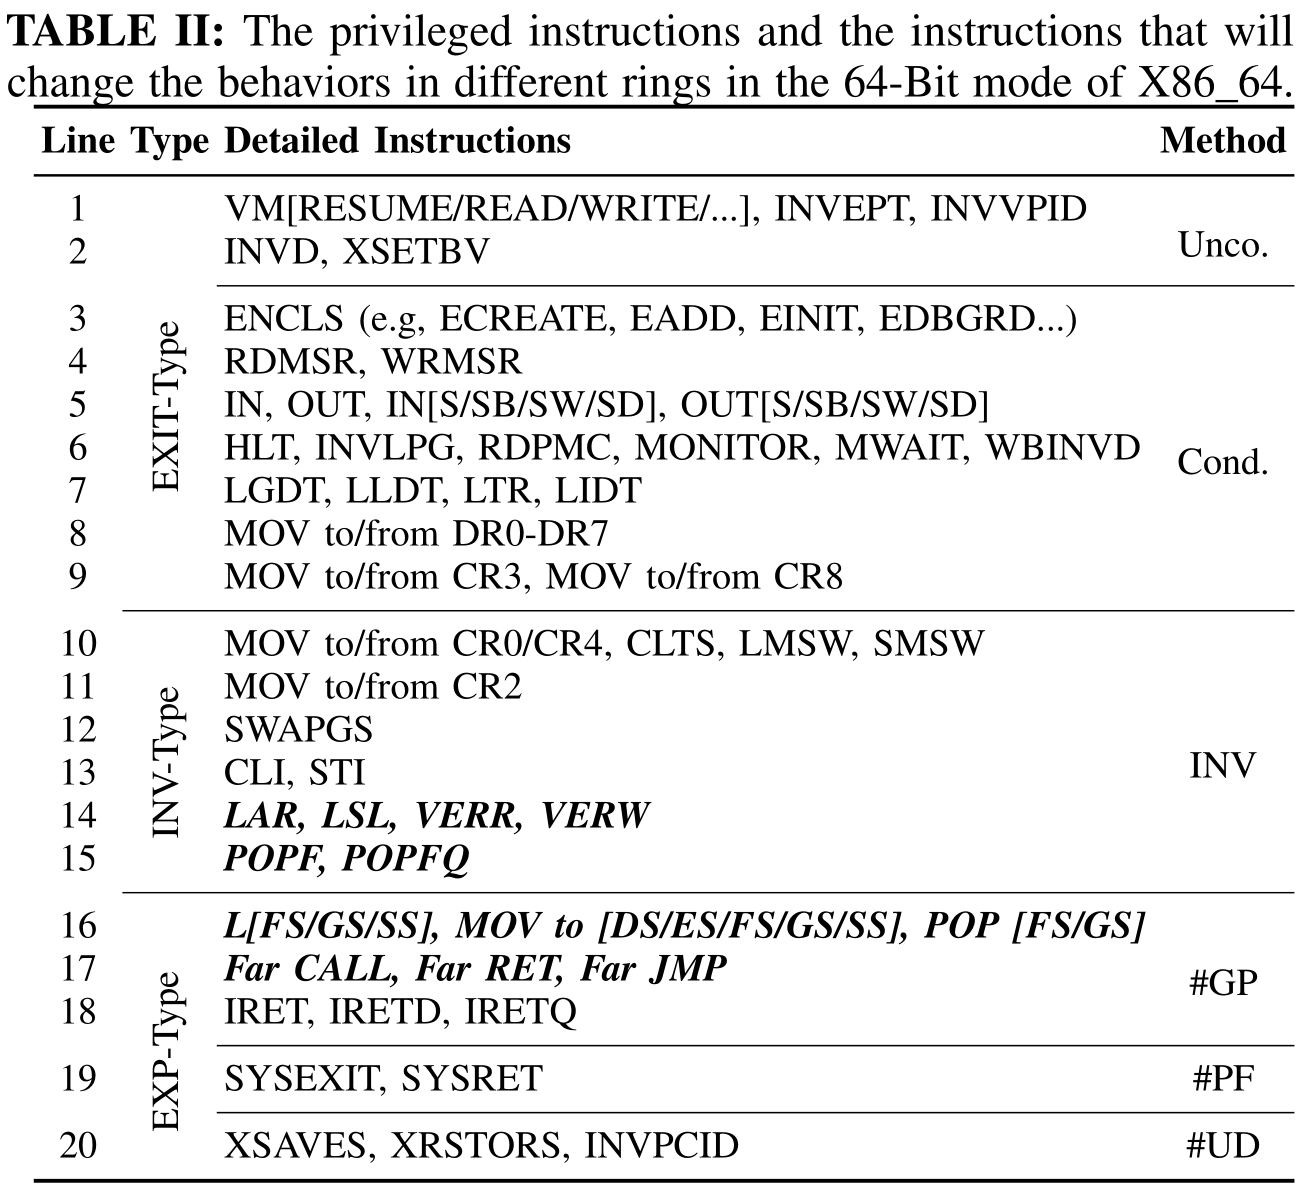 TABLE II: The privileged instructions and the instructions that will
change the behaviors in different rings in the 64-Bit mode of X86_64.
Line Type Detailed Instructions Method
1 VM[RESUME/READ/WRITE/...], INVEPT, INVVPID
Unco.
2 INVD, XSETBV
EXIT-Type
3 ENCLS (e.g, ECREATE, EADD, EINIT, EDBGRD...)
4 RDMSR, WRMSR
5 IN, OUT, IN[S/SB/SW/SD], OUT[S/SB/SW/SD]
6 HLT, INVLPG, RDPMC, MONITOR, MWAIT, WBINVD
Cond.
7 LGDT, LLDT, LTR, LIDT
8 MOV to/from DR0-DR7
9 MOV to/from CR3, MOV to/from CR8
10 MOV to/from CR0/CR4, CLTS, LMSW, SMSW
11 MOV to/from CR2
INV-Type
12 SWAPGS
13 CLI, STI
INV
14 LAR, LSL, VERR, VERW
15 POPF, POPFQ
16 L[FS/GS/SS], MOV to [DS/ES/FS/GS/SS], POP [FS/GS]
17 Far CALL, Far RET, Far JMP
#GP
18 IRET, IRETD, IRETQ
EXP-Type
19 SYSEXIT, SYSRET #PF
20 XSAVES, XRSTORS, INVPCID #UD